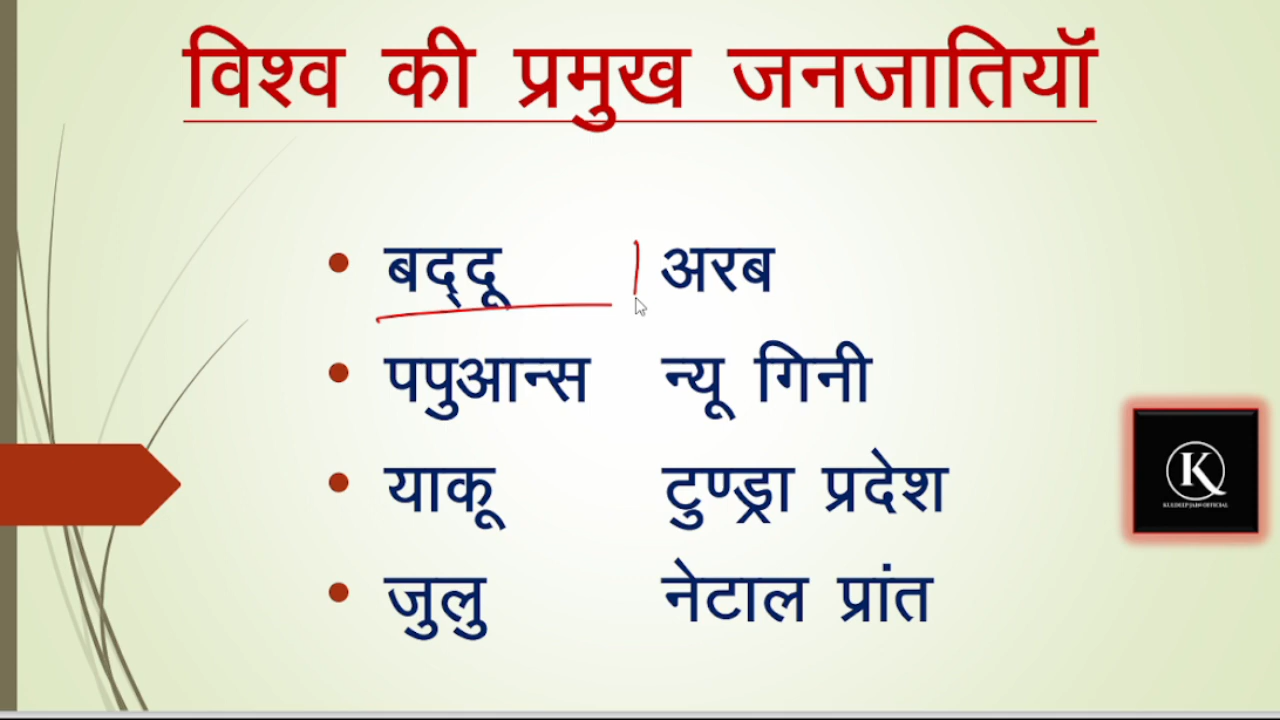 विश्व की प्रमुख जनजातियॉ
• बद्दू अरब
• पपुआन्स न्यू गिनी
• याकू टुण्ड्रा प्रदेश
• जुलु नेटाल प्रांत
K